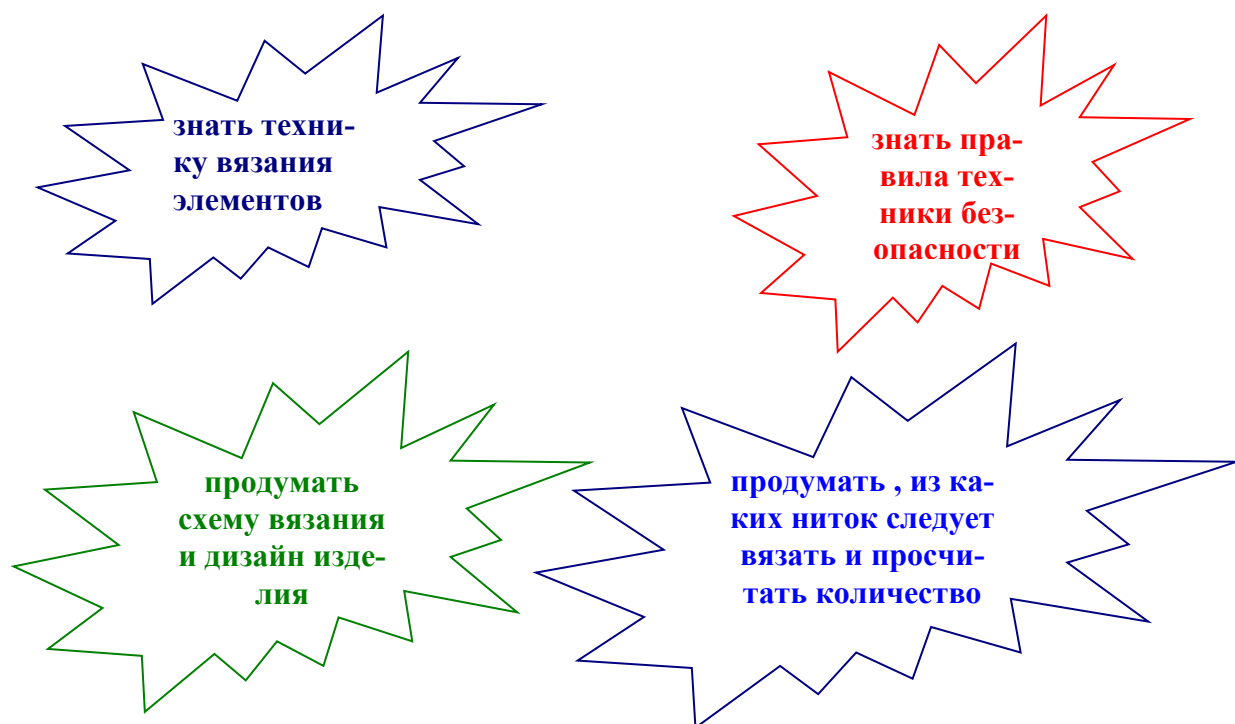 знать техни-
ку вязания
элементов
знать пра-
вила тех-
ники без-
опасности
продумать
схему вязания
и дизайн изде-
лия
продумать , из ка-
ких ниток следует
вязать и просчи-
тать количество